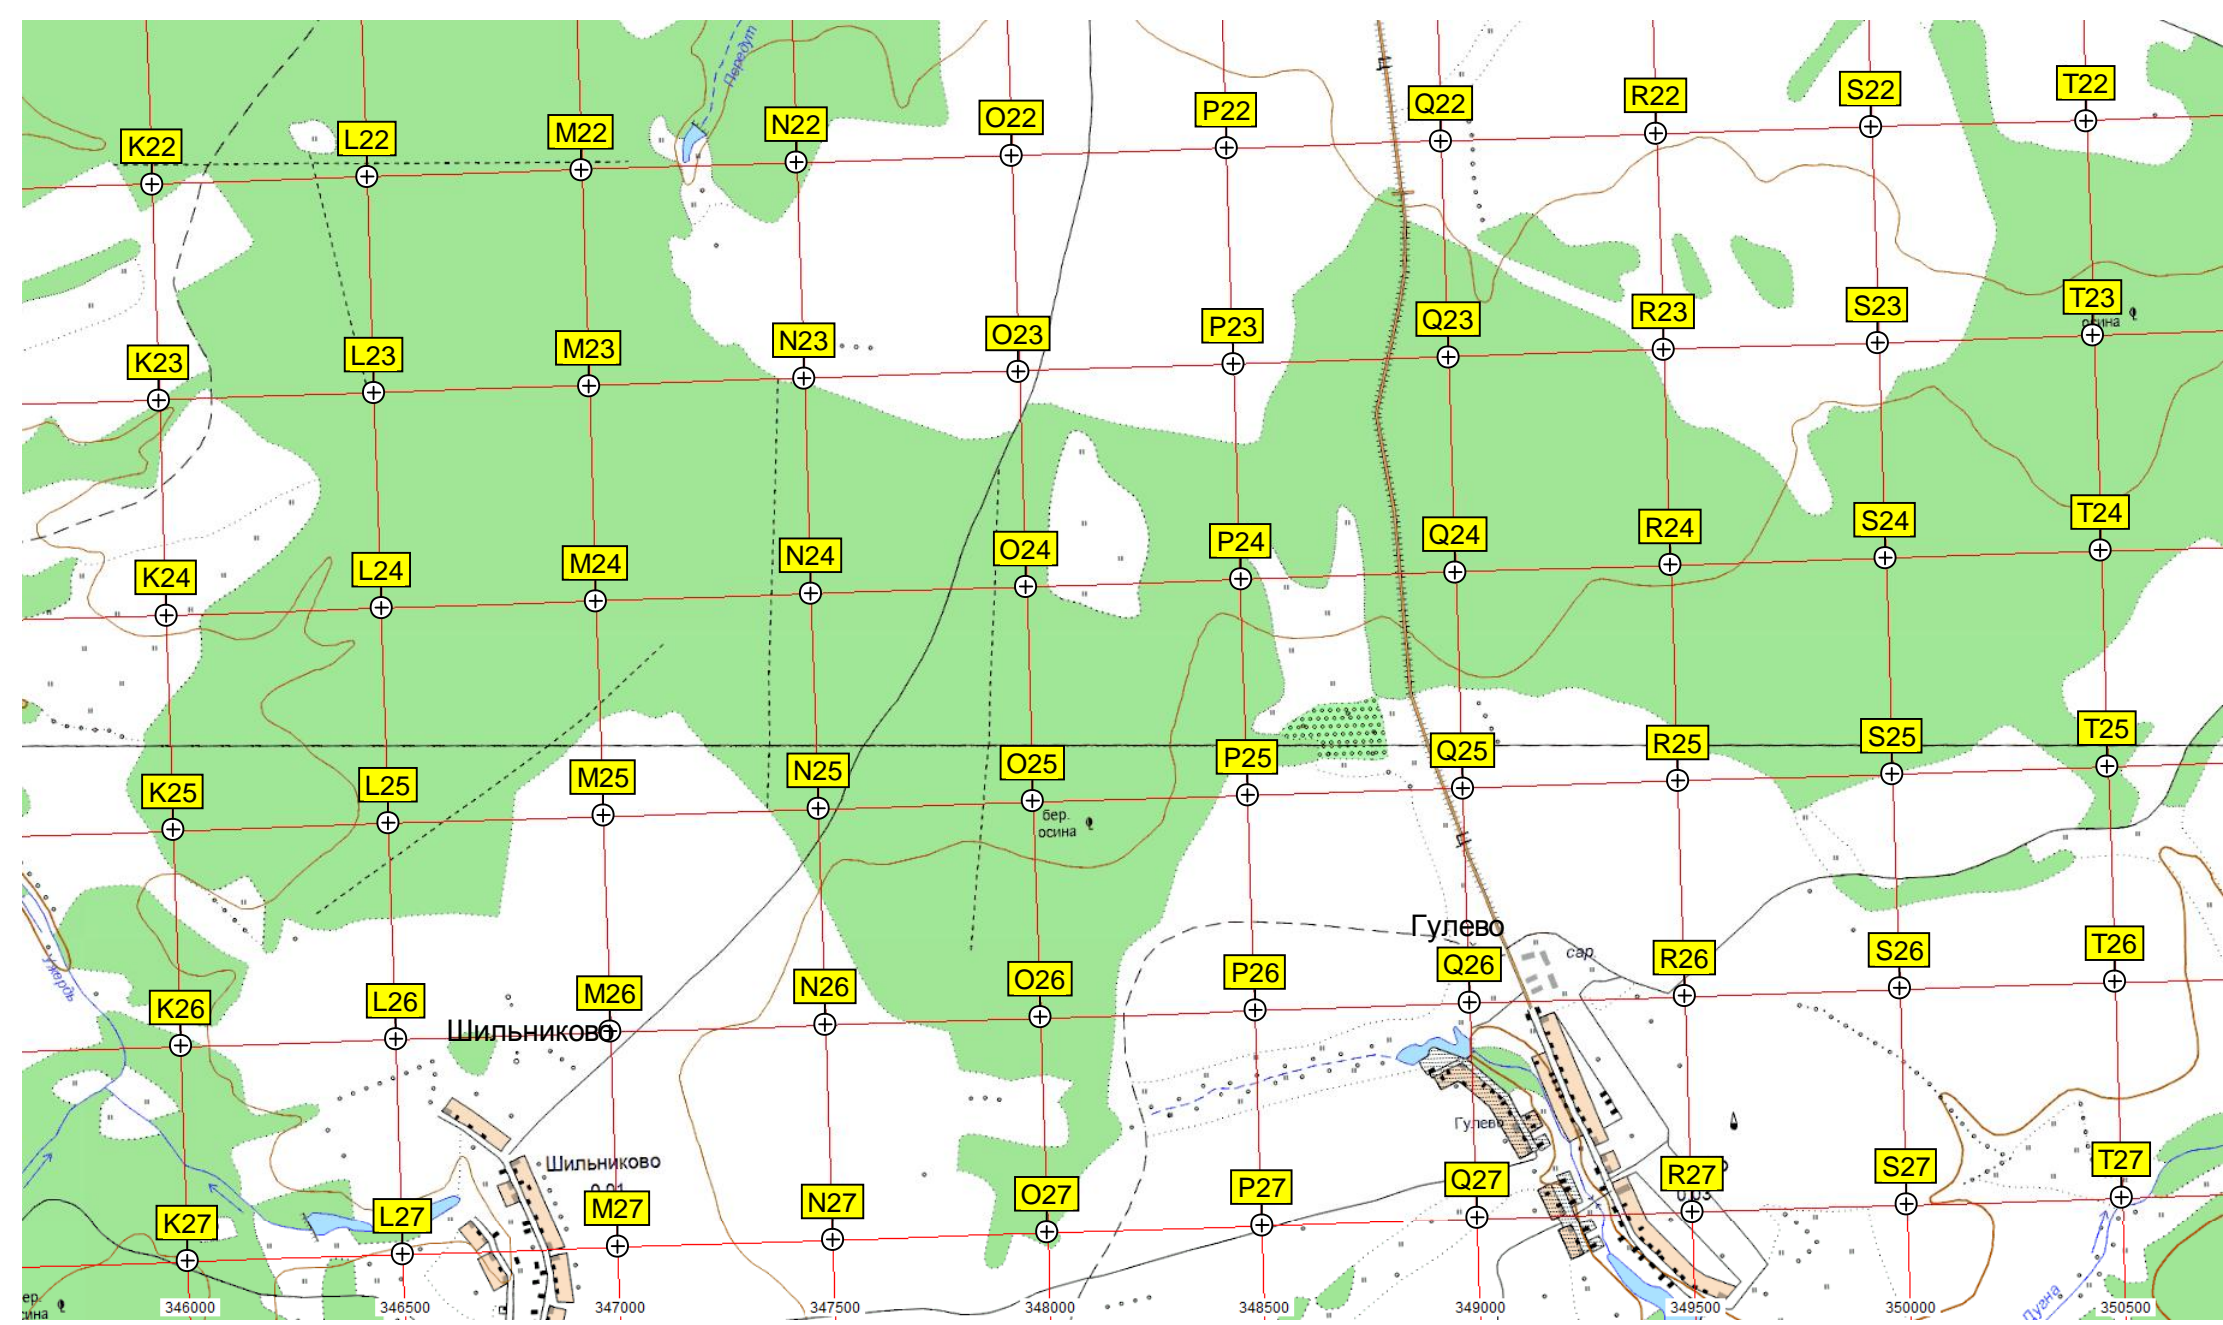 Передут
K22 L22 M22 N22 O22 P22 Q22 R22 S22 T22
K23 L23 M23 N23 O23 P23 Q23 R23 S23 T23
осина
K24 L24 M24 N24 O24 P24 Q24 R24 S24 T24
K25 L25 M25 N25 O25 P25 Q25 R25 S25 T25
бер.
осина
Гулево
сар.
Ужердь
K26 L26 M26 N26 O26 P26 Q26 R26 S26 T26
Шильниково
Гулево
Шильниково
K27 L27 M27 N27 O27 P27 Q27 R27 S27 T27
346000 346500 347000 347500 348000 348500 349000 349500 350000 350500